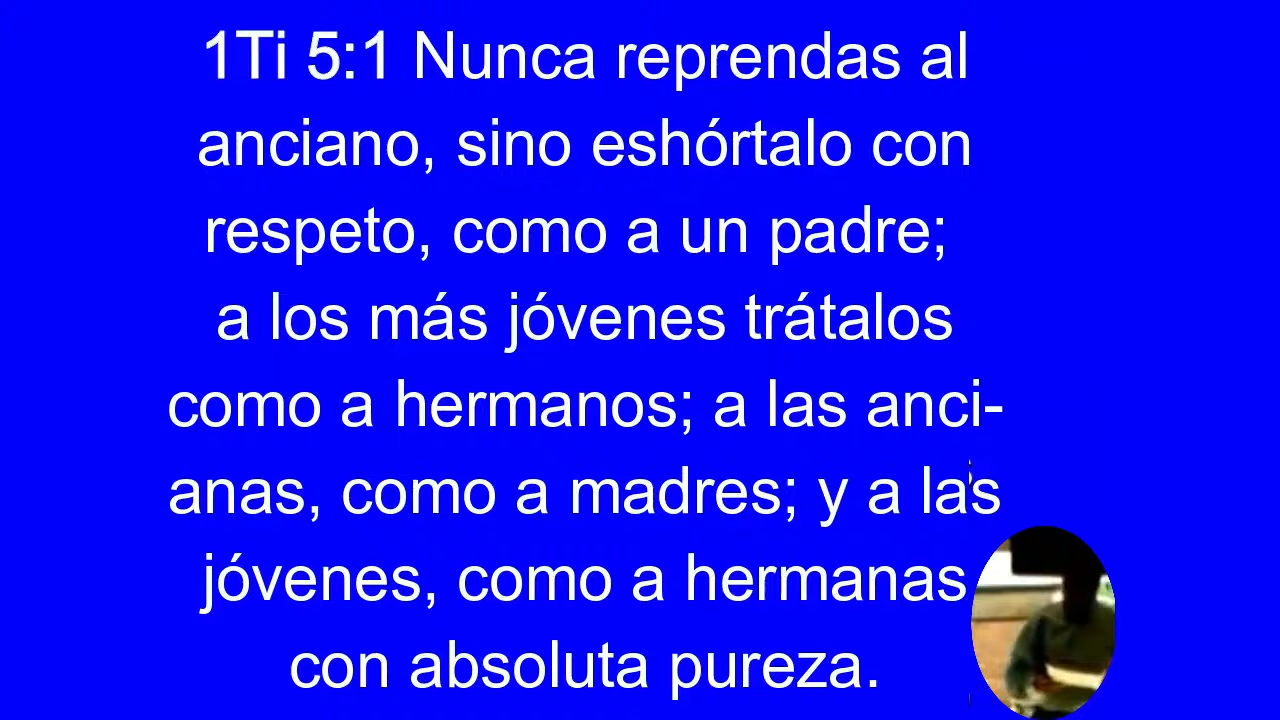 1Ti 5:1 Nunca reprendas al
anciano, sino eshórtalo con
respeto, como a un padre;
a los más jóvenes trátalos
como a hermanos; a las anci-
anas, como a madres; y a las
jóvenes, como a hermanas
con absoluta pureza.